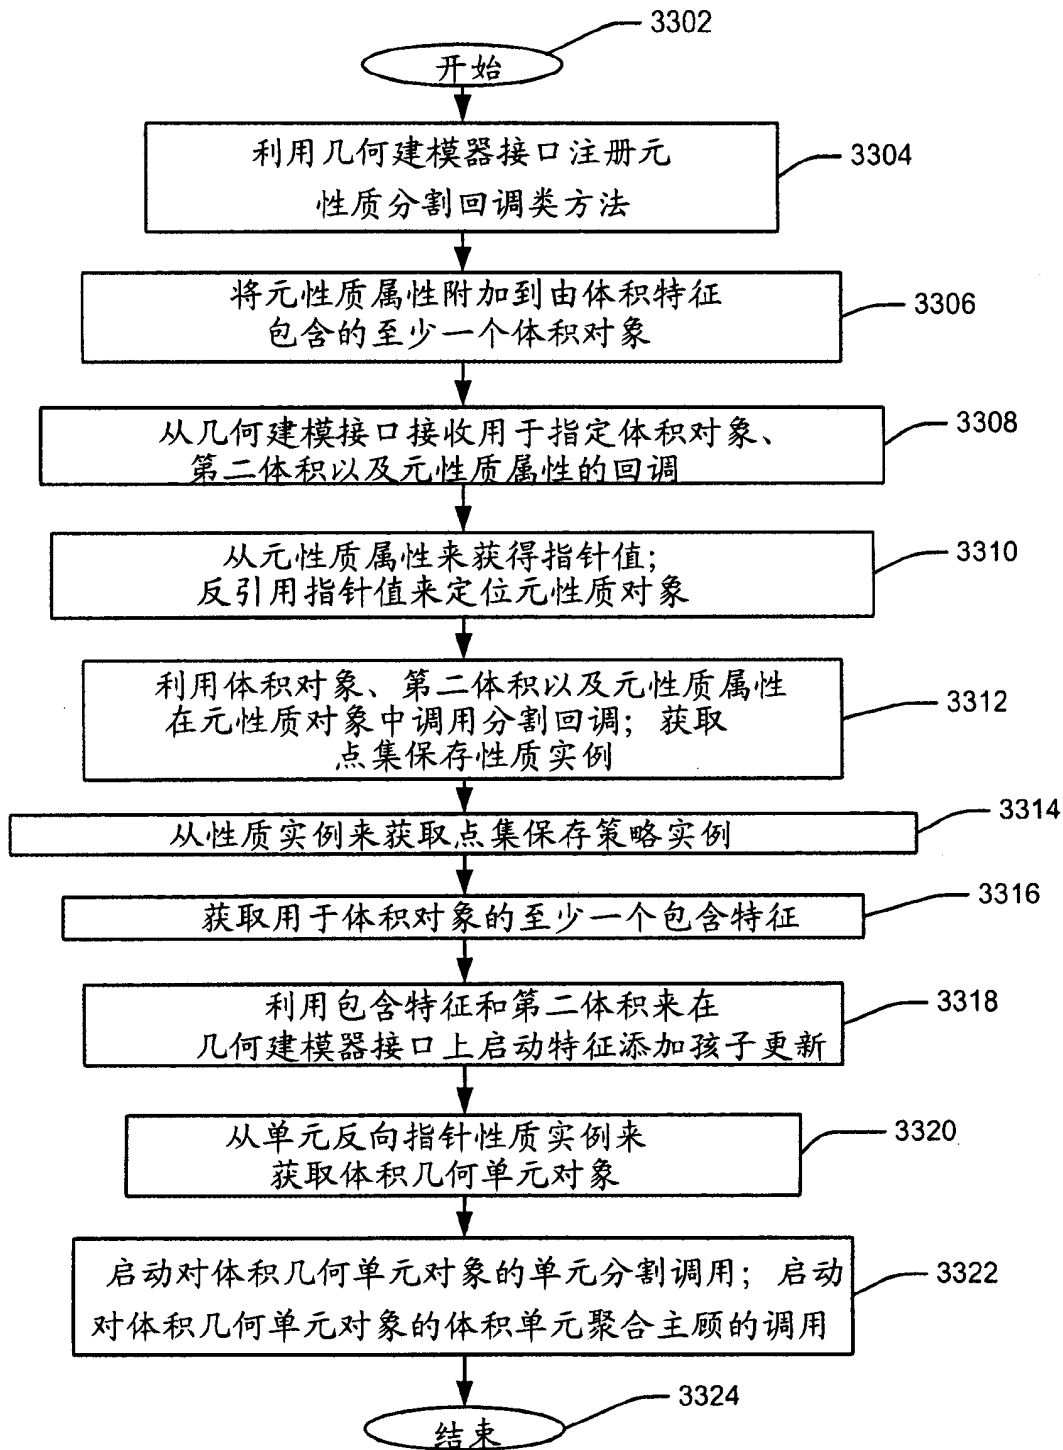 3302
开始
利用几何建模器接口注册元
性质分割回调类方法
3304
将元性质属性附加到由体积特征
包含的至少一个体积对象
3306
从几何建模接口接收用于指定体积对象、
第二体积以及元性质属性的回调
3308
从元性质属性来获得指针值;
反引用指针值来定位元性质对象
3310
利用体积对象、第二体积以及元性质属性
在元性质对象中调用分割回调; 获取
点集保存性质实例
3312
从性质实例来获取点集保存策略实例
3314
获取用于体积对象的至少一个包含特征
3316
利用包含特征和第二体积来在
几何建模器接口上启动特征添加孩子更新
3318
从单元反向指针性质实例来
获取体积几何单元对象
3320
启动对体积几何单元对象的单元分割调用; 启动
对体积几何单元对象的体积单元聚合主顾的调用
3322
3324
结束